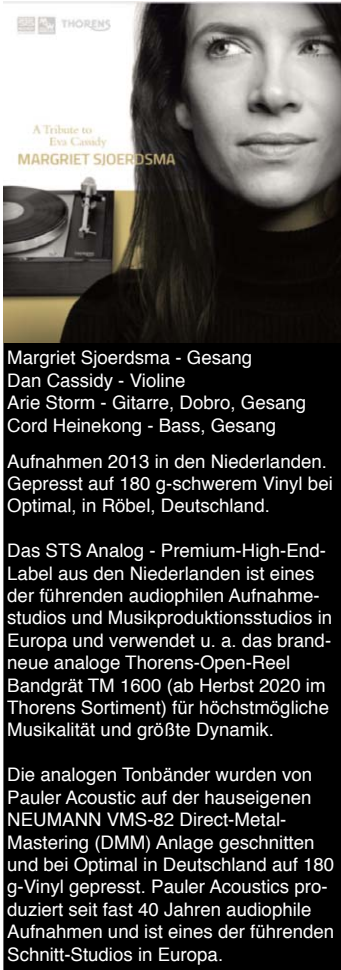 THORENS
A Tribute to
Eva Cassidy
MARGRIET SJOERDSMA
Margriet Sjoerdsma - Gesang
Dan Cassidy - Violine
Arie Storm - Gitarre, Dobro, Gesang
Cord Heinekong - Bass, Gesang
Aufnahmen 2013 in den Niederlanden.
Gepresst auf 180 g-schwerem Vinyl bei
Optimal, in Röbel, Deutschland.
Das STS Analog - Premium-High-End-
Label aus den Niederlanden ist eines
der führenden audiophilen Aufnahme-
studios und Musikproduktionsstudios in
Europa und verwendet u. a. das brand-
neue analoge Thorens-Open-Reel
Bandgrät TM 1600 (ab Herbst 2020 im
Thorens Sortiment) für höchstmögliche
Musikalität und größte Dynamik.
Die analogen Tonbänder wurden von
Pauler Acoustic auf der hauseigenen
NEUMANN VMS-82 Direct-Metal-
Mastering (DMM) Anlage geschnitten
und bei Optimal in Deutschland auf 180
g-Vinyl gepresst. Pauler Acoustics pro-
duziert seit fast 40 Jahren audiophile
Aufnahmen und ist eines der führenden
Schnitt-Studios in Europa.